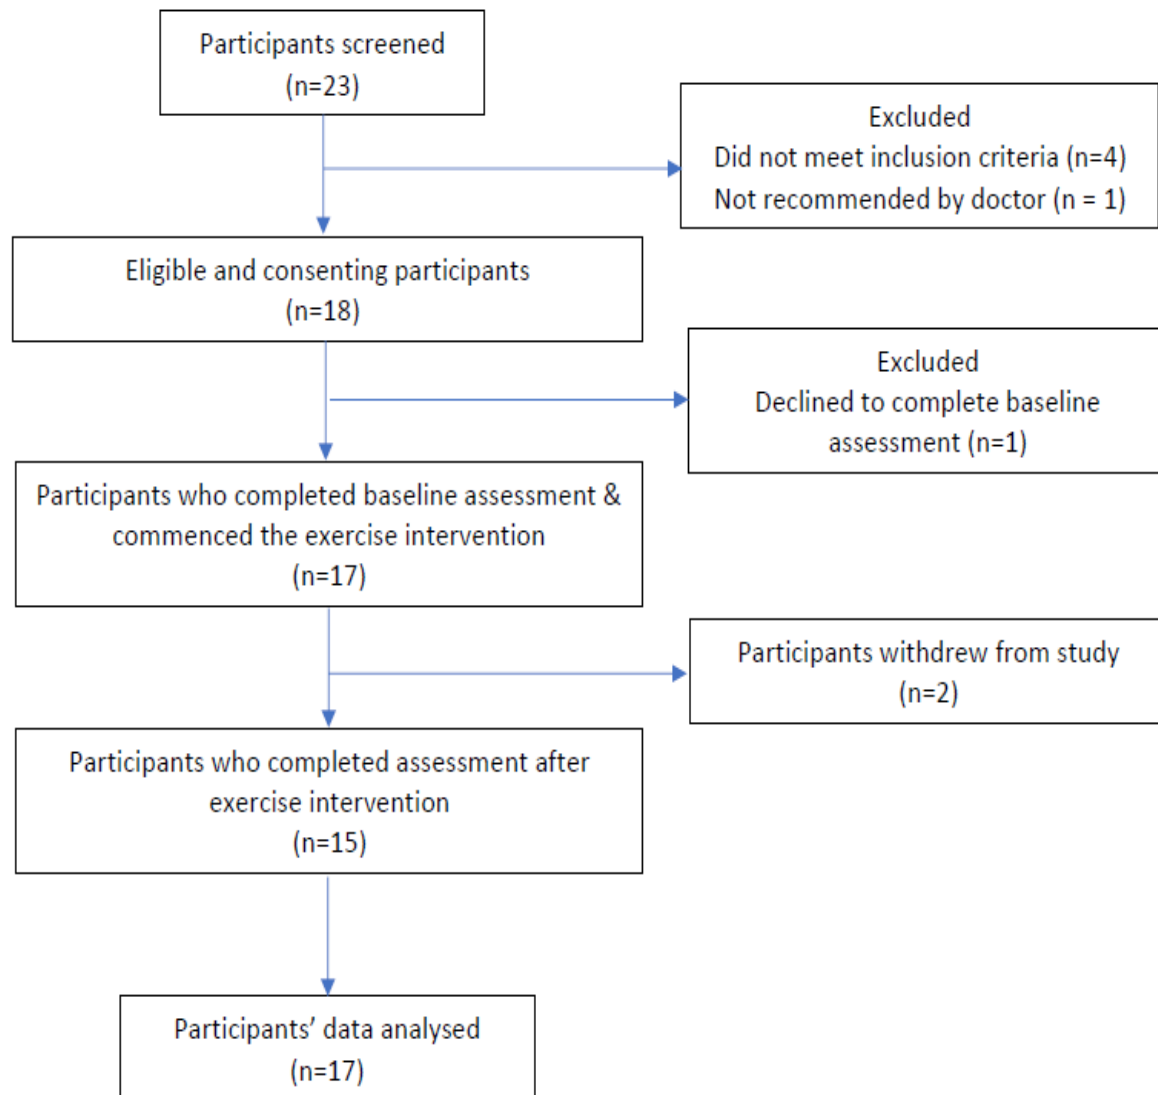 Participants screened
(n=23)
Excluded
Did not meet inclusion criteria (n=4)
Not recommended by doctor (n = 1)
Eligible and consenting participants
(n=18)
Excluded
Declined to complete baseline
assessment (n=1)
Participants who completed baseline assessment &
commenced the exercise intervention
(n=17)
Participants withdrew from study
(n=2)
Participants who completed assessment after
exercise intervention
(n=15)
Participants’ data analysed
(n=17)